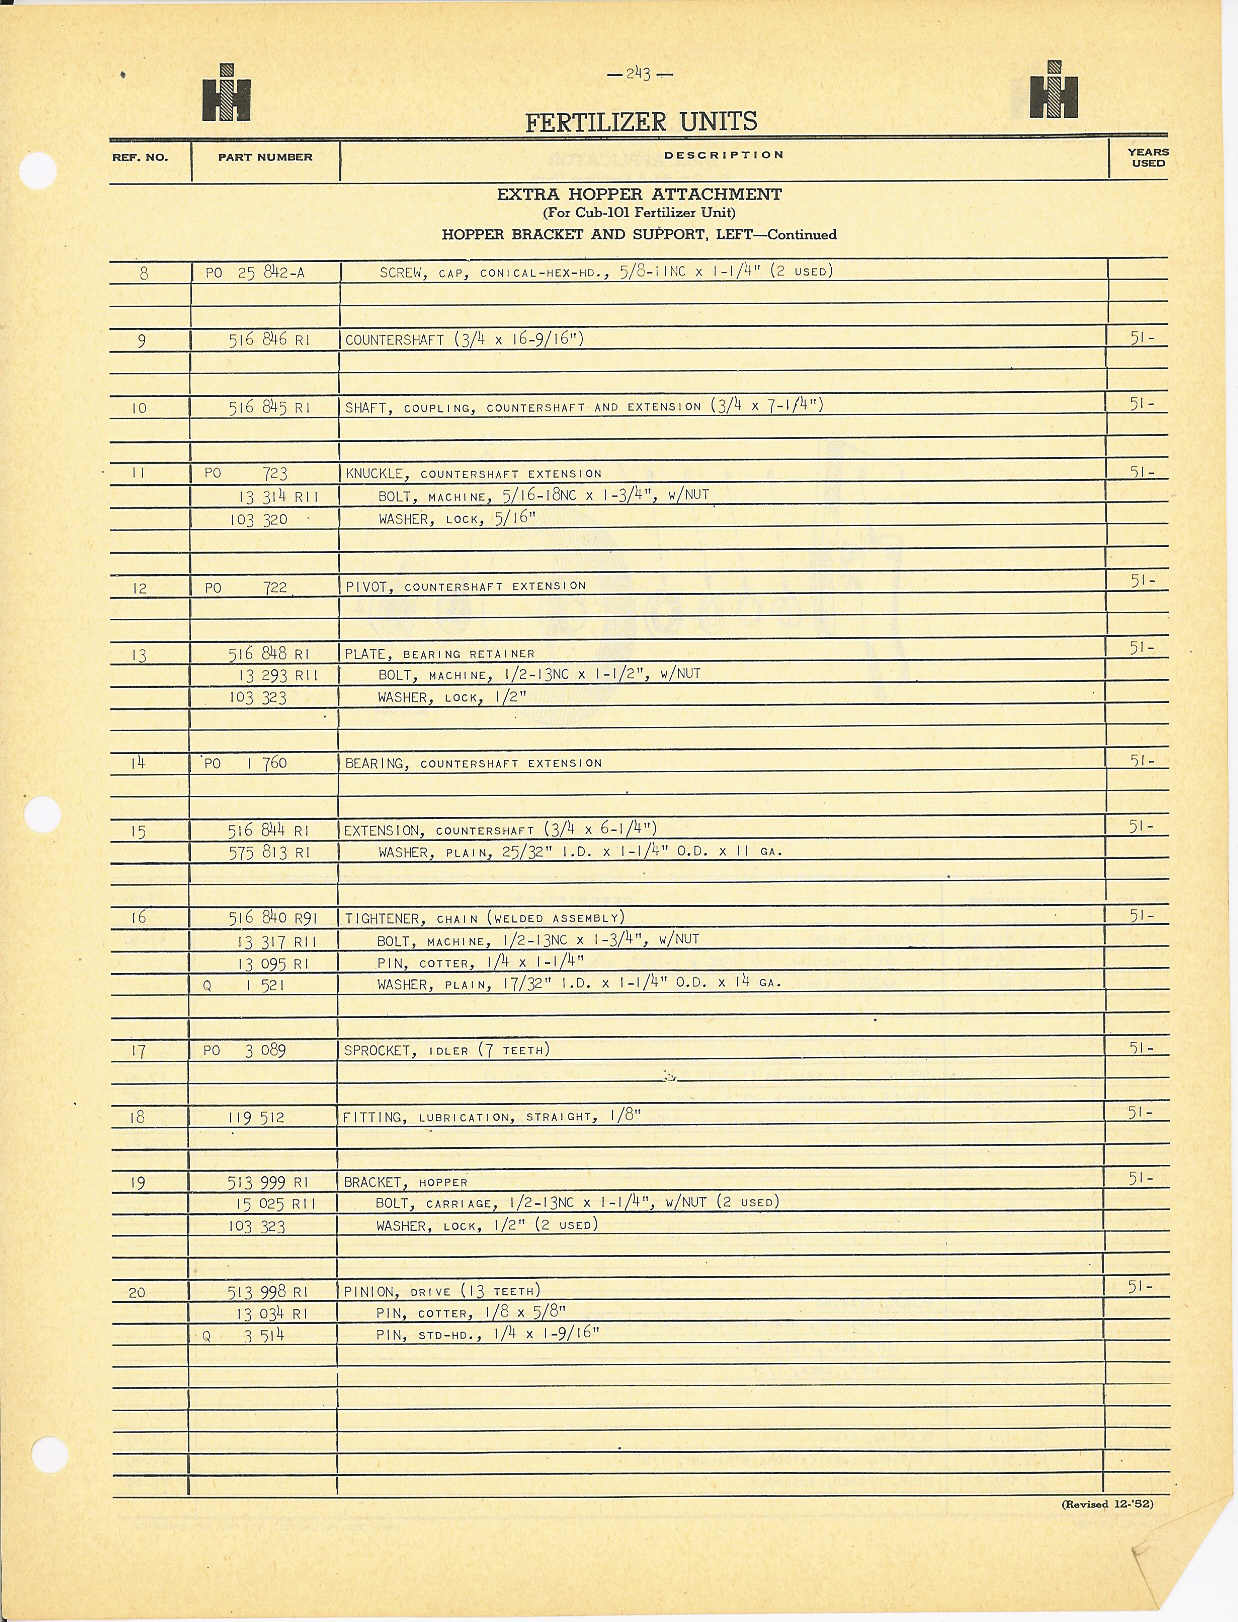 —243—
FERTILIZER UNITS
REF. NO. PART NUMBER DESCRIPTION YEARS USED
EXTRA HOPPER ATTACHMENT
(For Cub-101 Fertilizer Unit)
HOPPER BRACKET AND SUPPORT, LEFT—Continued
8 PO 25 842-A SCREW, CAP, CONICAL-HEX-HD., 5/8-11NC x 1-1/4" (2 USED)
9 516 846 R1 COUNTERSHAFT (3/4 x 16-9/16") 51-
10 516 845 R1 SHAFT, COUPLING, COUNTERSHAFT AND EXTENSION (3/4 x 7-1/4") 51-
11 PO 723 KNUCKLE, COUNTERSHAFT EXTENSION 51-
13 314 R11 BOLT, MACHINE, 5/16-18NC x 1-3/4", W/NUT
103 320 WASHER, LOCK, 5/16"
12 PO 722 PIVOT, COUNTERSHAFT EXTENSION 51-
13 516 848 R1 PLATE, BEARING RETAINER 51-
13 293 R11 BOLT, MACHINE, 1/2-13NC x 1-1/2", W/NUT
103 323 WASHER, LOCK, 1/2"
14 PO 1 760 BEARING, COUNTERSHAFT EXTENSION 51-
15 516 844 R1 EXTENSION, COUNTERSHAFT (3/4 x 6-1/4") 51-
575 813 R1 WASHER, PLAIN, 25/32" I.D. x 1-1/4" O.D. x 11 GA.
16 516 840 R91 TIGHTENER, CHAIN (WELDED ASSEMBLY) 51-
13 317 R11 BOLT, MACHINE, 1/2-13NC x 1-3/4", W/NUT
13 095 R1 PIN, COTTER, 1/4 x 1-1/4"
Q 1 521 WASHER, PLAIN, 17/32" I.D. x 1-1/4" O.D. x 14 GA.
17 PO 3 089 SPROCKET, IDLER (7 TEETH) 51-
18 119 512 FITTING, LUBRICATION, STRAIGHT, 1/8" 51-
19 513 999 R1 BRACKET, HOPPER 51-
15 025 R11 BOLT, CARRIAGE, 1/2-13NC x 1-1/4", W/NUT (2 USED)
103 323 WASHER, LOCK, 1/2" (2 USED)
20 513 998 R1 PINION, DRIVE (13 TEETH) 51-
13 034 R1 PIN, COTTER, 1/8 x 5/8"
Q 3 514 PIN, STD-HD., 1/4 x 1-9/16"
(Revised 12-'52)